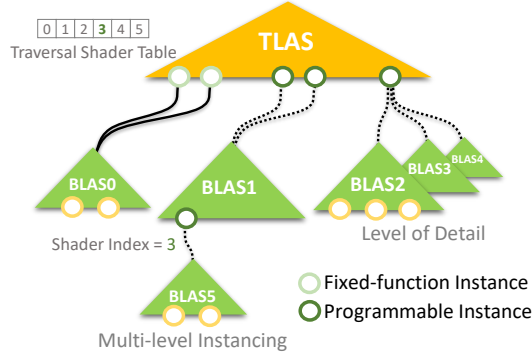 0 1 2 3 4 5
Traversal Shader Table
TLAS
BLAS0
BLAS1
BLAS2
BLAS3
BLAS4
Shader Index = 3
Level of Detail
BLAS5
Fixed-function Instance
Programmable Instance
Multi-level Instancing